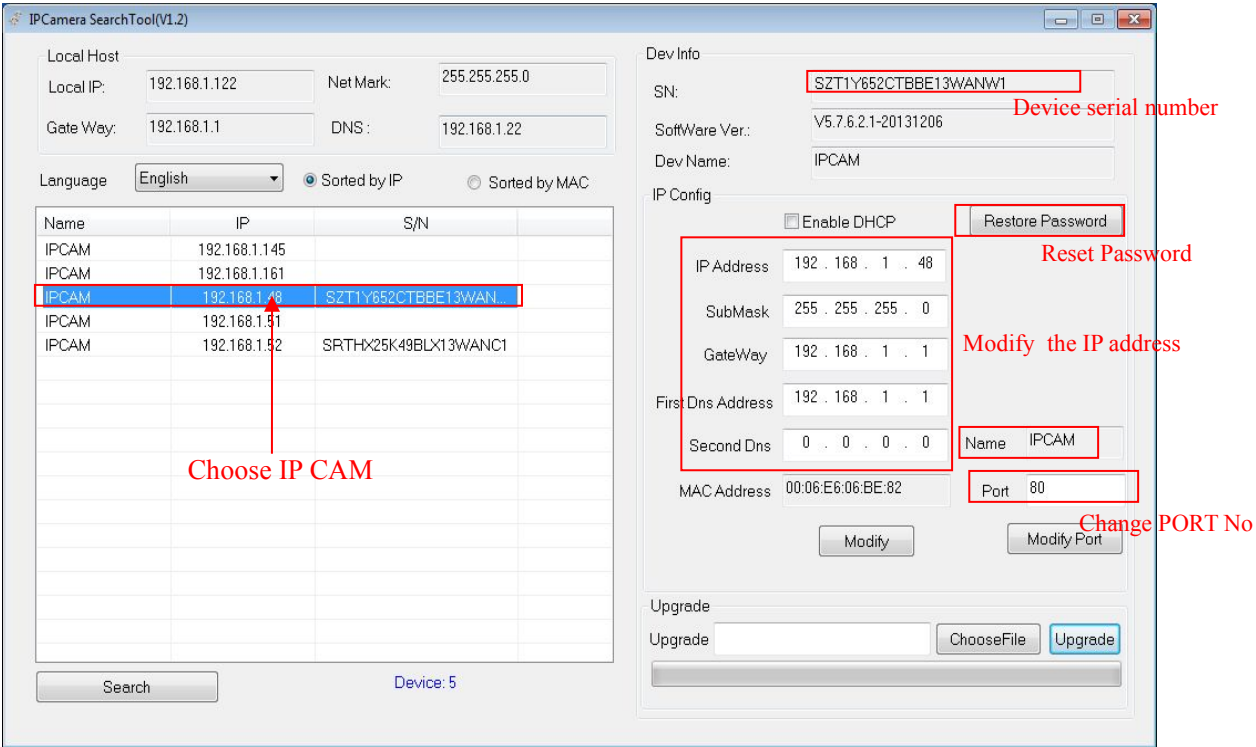 IPCamera SearchTool(V1.2)
Local Host
Local IP: 192.168.1.122 Net Mark: 255.255.255.0
Gate Way: 192.168.1.1 DNS : 192.168.1.22
Language English Sorted by IP Sorted by MAC
Name IP S/N
IPCAM 192.168.1.145
IPCAM 192.168.1.161
IPCAM 192.168.1.48 SZT1Y652CTBBE13WAN...
IPCAM 192.168.1.51
IPCAM 192.168.1.52 SRTHX25K49BLX13WANC1
Choose IP CAM
Search Device: 5
Dev Info
SN: SZT1Y652CTBBE13WANW1
Device serial number
SoftWare Ver.: V5.7.6.2.1-20131206
Dev Name: IPCAM
IP Config
Enable DHCP Restore Password
Reset Password
IP Address 192 . 168 . 1 . 48
SubMask 255 . 255 . 255 . 0
GateWay 192 . 168 . 1 . 1
Modify the IP address
First Dns Address 192 . 168 . 1 . 1
Second Dns 0 . 0 . 0 . 0 Name IPCAM
MAC Address 00:06:E6:06:BE:82 Port 80
Change PORT No
Modify Modify Port
Upgrade
Upgrade ChooseFile Upgrade